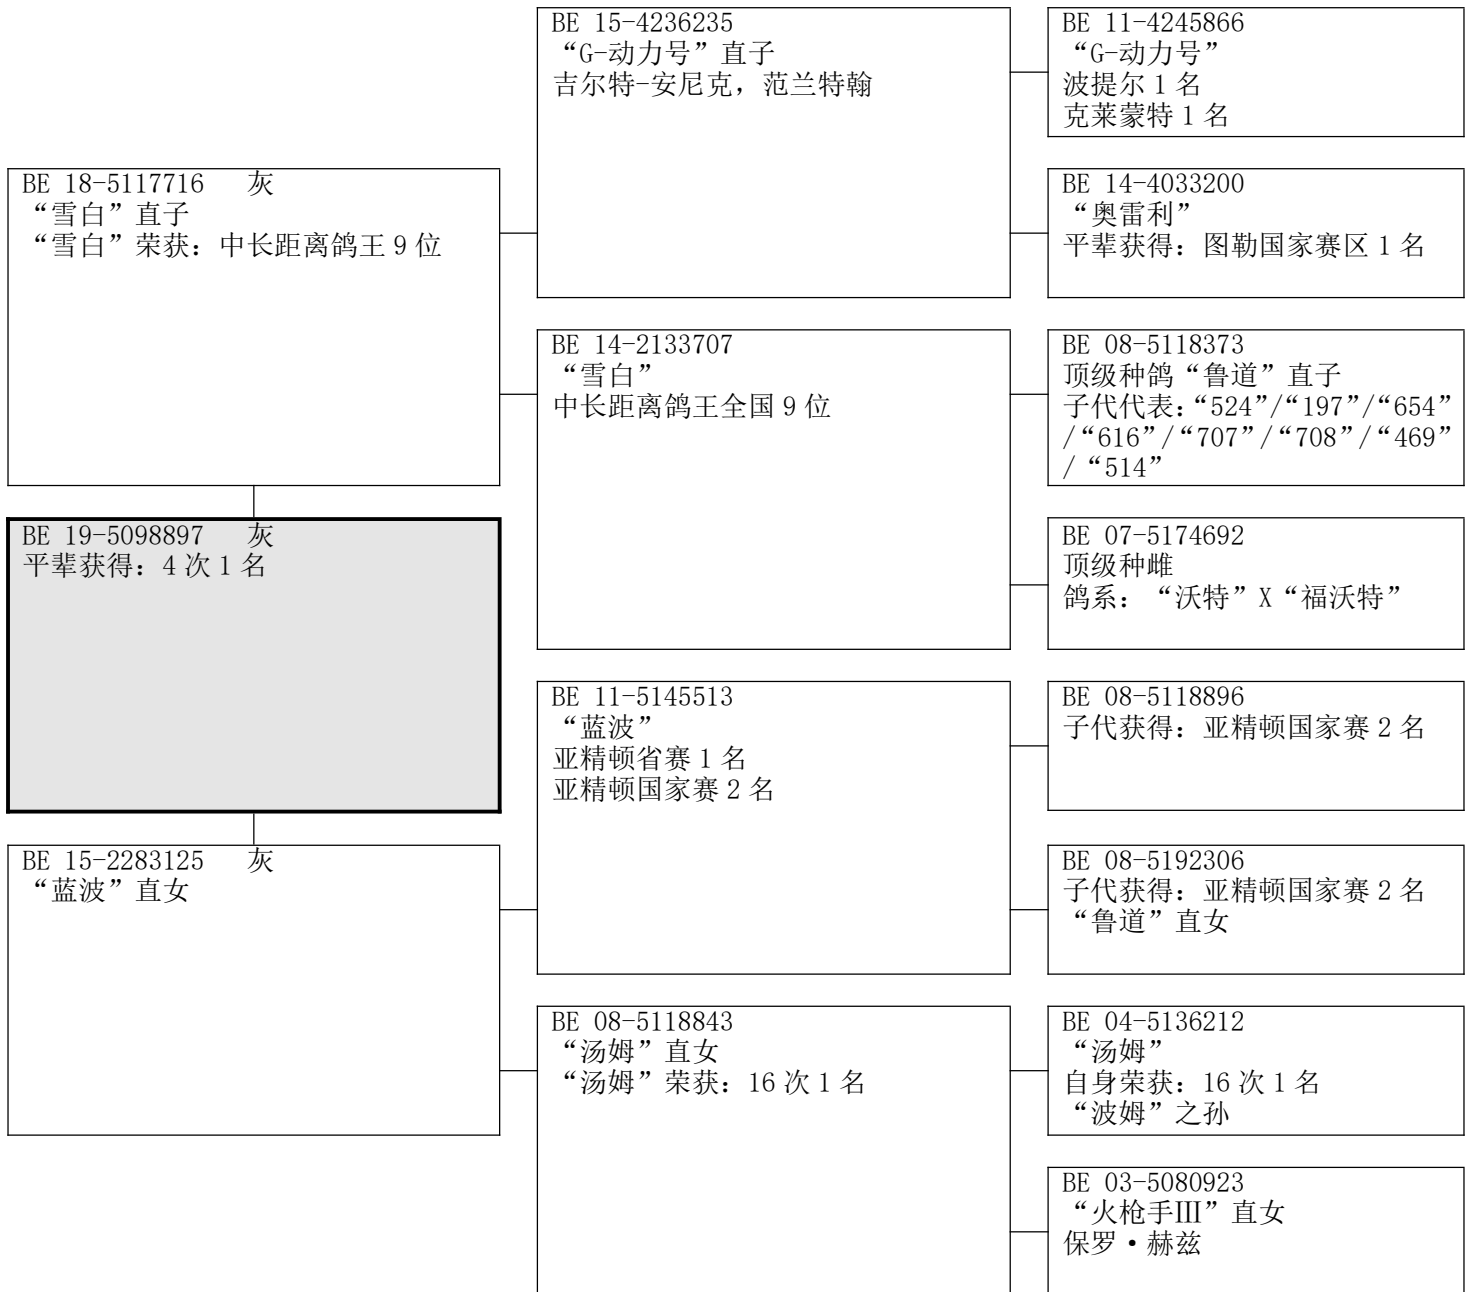 BE 15-4236235
“G-动力号”直子
吉尔特-安尼克，范兰特翰
BE 11-4245866
“G-动力号”
波提尔1名
克莱蒙特1名
BE 18-5117716 灰
“雪白”直子
“雪白”荣获：中长距离鸽王9位
BE 14-4033200
“奥雷利”
平辈获得：图勒国家赛区1名
BE 14-2133707
“雪白”
中长距离鸽王全国9位
BE 08-5118373
顶级种鸽“鲁道”直子
子代代表：“524”/“197”/“654”
/“616”/“707”/“708”/“469”
/“514”
BE 19-5098897 灰
平辈获得：4次1名
BE 07-5174692
顶级种雌
鸽系：“沃特”X“福沃特”
BE 11-5145513
“蓝波”
亚精顿省赛1名
亚精顿国家赛2名
BE 08-5118896
子代获得：亚精顿国家赛2名
BE 15-2283125 灰
“蓝波”直女
BE 08-5192306
子代获得：亚精顿国家赛2名
“鲁道”直女
BE 08-5118843
“汤姆”直女
“汤姆”荣获：16次1名
BE 04-5136212
“汤姆”
自身荣获：16次1名
“波姆”之孙
BE 03-5080923
“火枪手Ⅲ”直女
保罗·赫兹